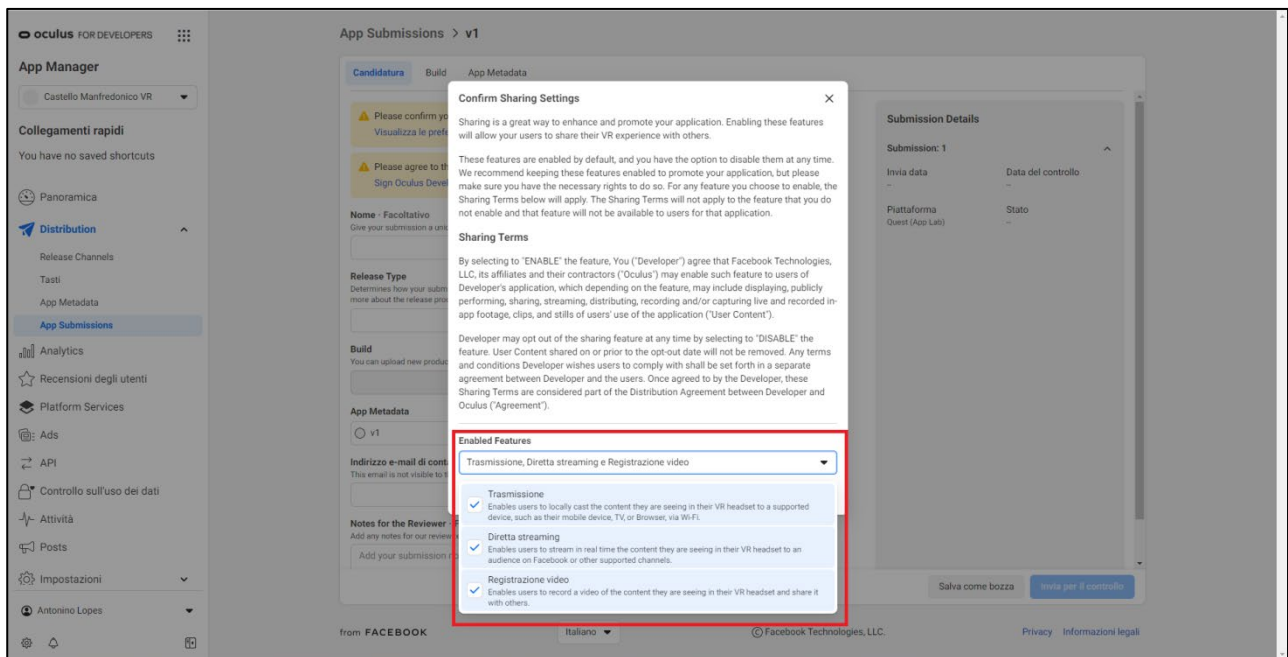 oculus FOR DEVELOPERS
App Manager
Castello Manfredonico VR
Collegamenti rapidi
You have no saved shortcuts
Panoramica
Distribution
Release Channels
Tasti
App Metadata
App Submissions
Analytics
Recensioni degli utenti
Platform Services
Ads
API
Controllo sull'uso dei dati
Attività
Posts
Impostazioni
Antonino Lopes
App Submissions > v1
Candidatura Build App Metadata
Please confirm yo
Visualizza le prefe
Please agree to th
Sign Oculus Devel
Nome · Facoltativo
Give your submission a uni
Release Type
Determines how your subm
more about the release pro
Build
You can upload new produc
App Metadata
v1
Indirizzo e-mail di cont
This email is not visible to t
Notes for the Reviewer ·
Add any notes for our review
Add your submission no
Confirm Sharing Settings
Sharing is a great way to enhance and promote your application. Enabling these features
will allow your users to share their VR experience with others.
These features are enabled by default, and you have the option to disable them at any time.
We recommend keeping these features enabled to promote your application, but please
make sure you have the necessary rights to do so. For any feature you choose to enable, the
Sharing Terms below will apply. The Sharing Terms will not apply to the feature that you do
not enable and that feature will not be available to users for that application.
Sharing Terms
By selecting to "ENABLE" the feature, You ("Developer") agree that Facebook Technologies,
LLC, its affiliates and their contractors ("Oculus") may enable such feature to users of
Developer's application, which depending on the feature, may include displaying, publicly
performing, sharing, streaming, distributing, recording and/or capturing live and recorded in-
app footage, clips, and stills of users' use of the application ("User Content").
Developer may opt out of the sharing feature at any time by selecting to "DISABLE" the
feature. User Content shared on or prior to the opt-out date will not be removed. Any terms
and conditions Developer wishes users to comply with shall be set forth in a separate
agreement between Developer and the users. Once agreed to by the Developer, these
Sharing Terms are considered part of the Distribution Agreement between Developer and
Oculus ("Agreement").
Enabled Features
Trasmissione, Diretta streaming e Registrazione video
Trasmissione
Enables users to locally cast the content they are seeing in their VR headset to a supported
device, such as their mobile device, TV, or Browser, via Wi-Fi.
Diretta streaming
Enables users to stream in real time the content they are seeing in their VR headset to an
audience on Facebook or other supported channels.
Registrazione video
Enables users to record a video of the content they are seeing in their VR headset and share it
with others.
Submission Details
Submission: 1
Invia data Data del controllo
-- --
Piattaforma Stato
Quest (App Lab) --
Salva come bozza Invia per il controllo
from FACEBOOK Italiano © Facebook Technologies, LLC. Privacy Informazioni legali